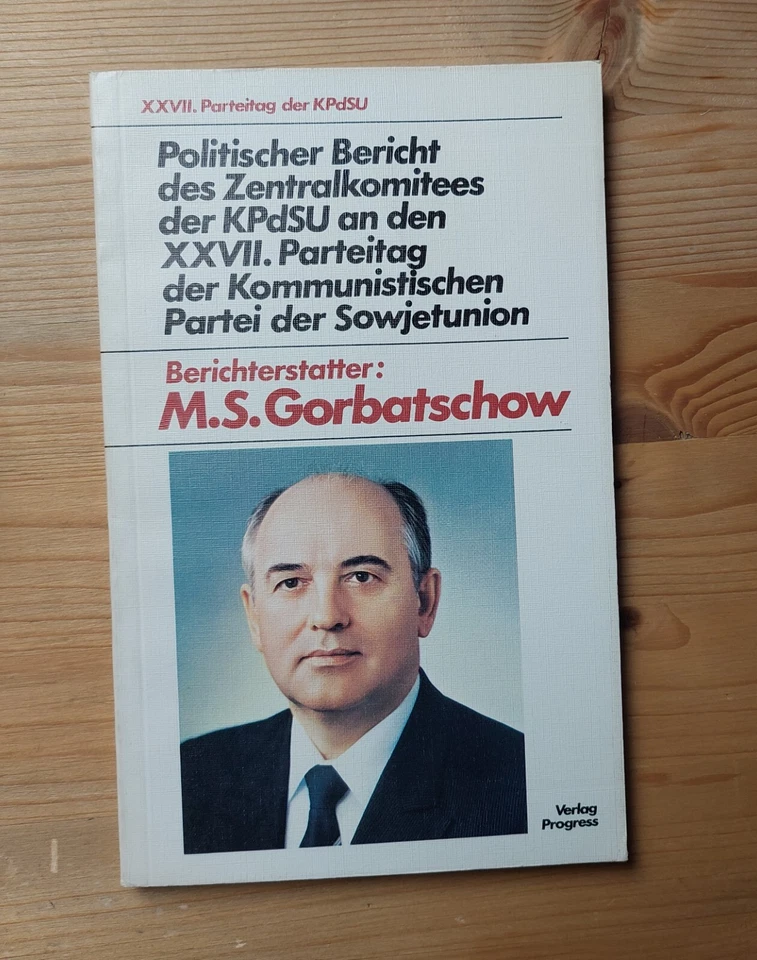 XXVII. Parteitag der KPdSU
Politischer Bericht
des Zentralkomitees
der KPdSU an den
XXVII. Parteitag
der Kommunistischen
Partei der Sowjetunion
Berichterstatter:
M.S.Gorbatschow
Verlag
Progress